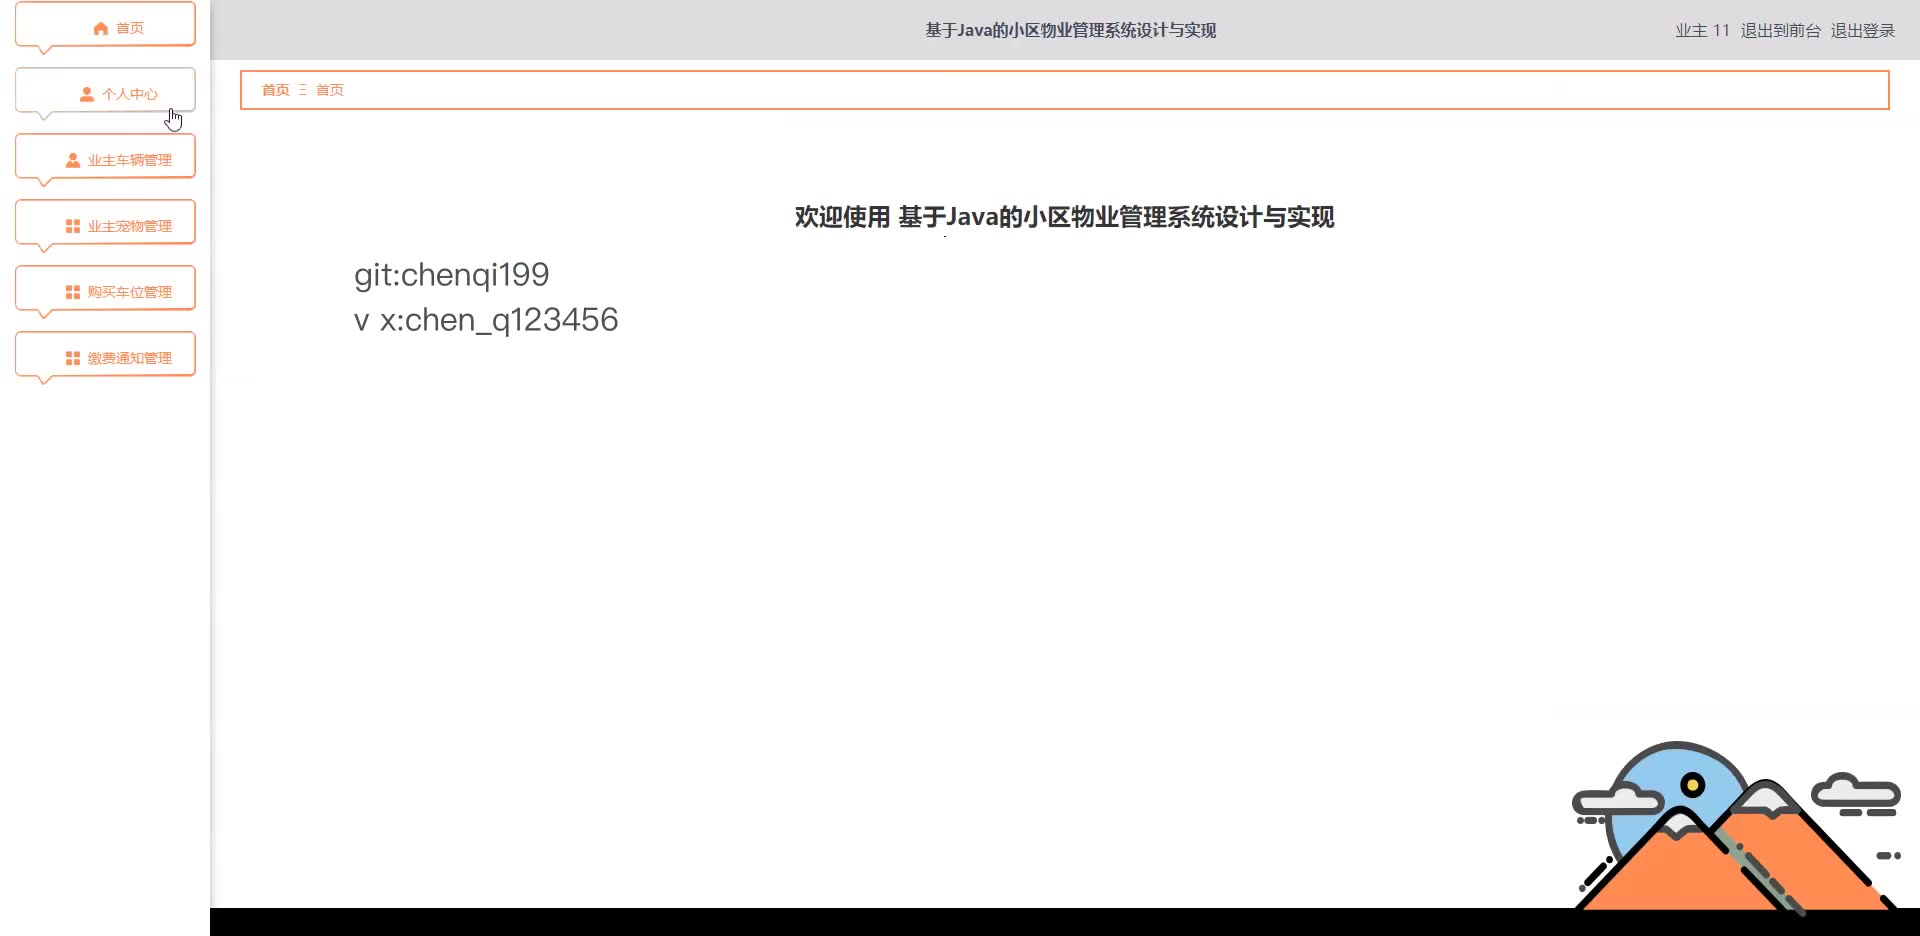 首页
个人中心
业主车辆管理
业主宠物管理
购买车位管理
缴费通知管理
基于Java的小区物业管理系统设计与实现
业主 11 退出到前台 退出登录
首页 Ξ 首页
欢迎使用 基于Java的小区物业管理系统设计与实现
git:chenqi199
v x:chen_q123456